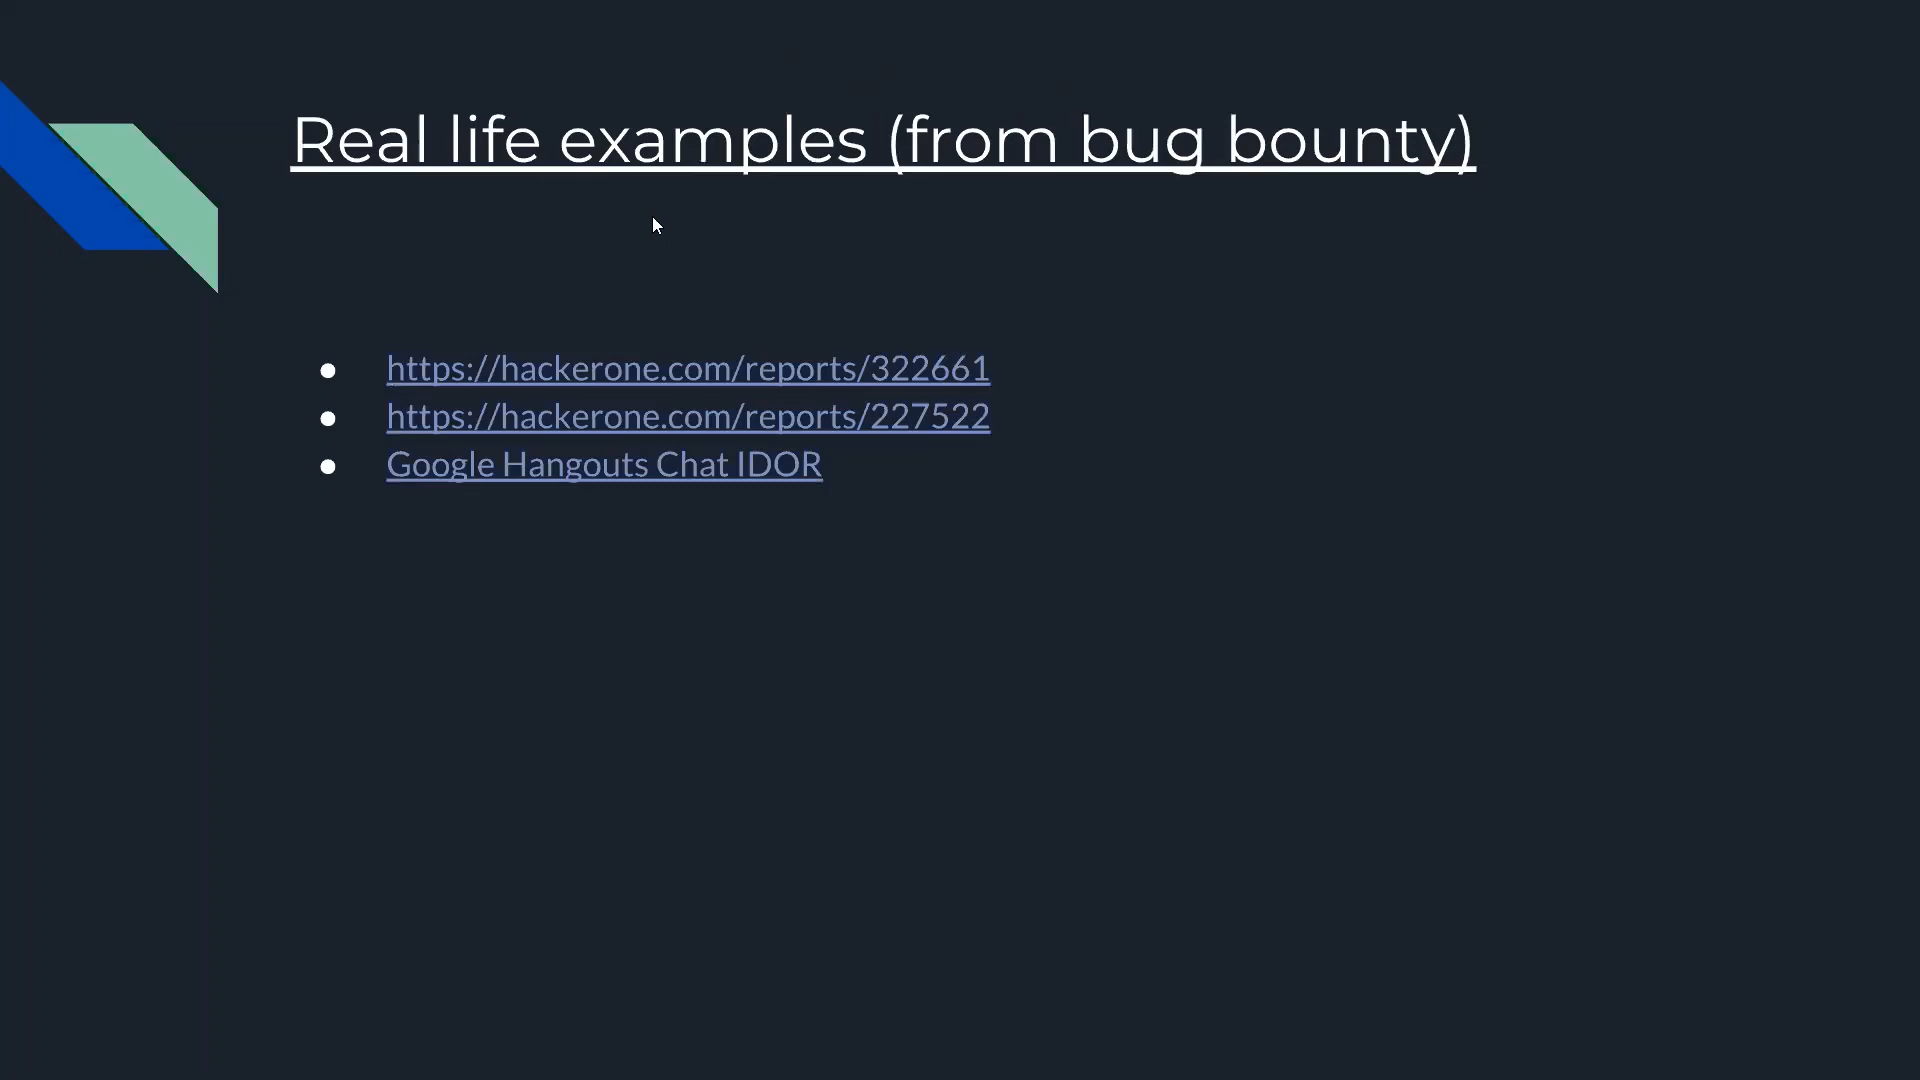 Real life examples (from bug bounty)
● https://hackerone.com/reports/322661
● https://hackerone.com/reports/227522
● Google Hangouts Chat IDOR